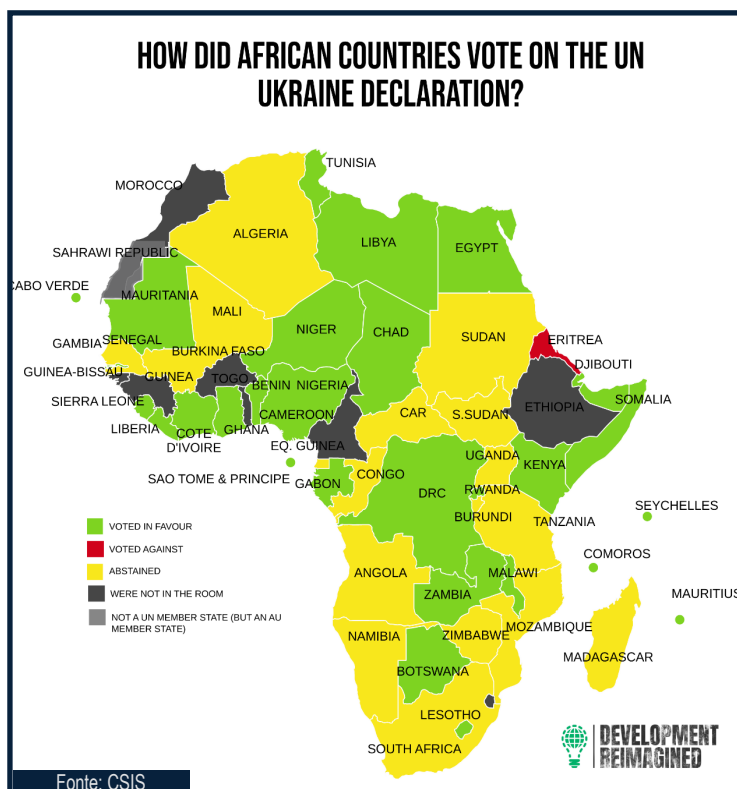 HOW DID AFRICAN COUNTRIES VOTE ON THE UN
UKRAINE DECLARATION?
TUNISIA
MOROCCO
ALGERIA
LIBYA
EGYPT
SAHRAWI REPUBLIC
CABO VERDE
MAURITANIA
MALI
NIGER
CHAD
SUDAN
ERITREA
GAMBIA
SENEGAL
BURKINA FASO
DJIBOUTI
GUINEA-BISSAU
GUINEA
TOGO
BENIN
NIGERIA
SOMALIA
SIERRA LEONE
ETHIOPIA
CAMEROON
CAR
S.SUDAN
LIBERIA
COTE
D'IVOIRE
GHANA
EQ. GUINEA
UGANDA
KENYA
SAO TOME & PRINCIPE
GABON
CONGO
DRC
RWANDA
BURUNDI
TANZANIA
SEYCHELLES
VOTED IN FAVOUR
VOTED AGAINST
ABSTAINED
WERE NOT IN THE ROOM
NOT A UN MEMBER STATE (BUT AN AU
MEMBER STATE)
COMOROS
ANGOLA
MALAWI
ZAMBIA
MAURITIUS
MOZAMBIQUE
NAMIBIA
ZIMBABWE
MADAGASCAR
BOTSWANA
LESOTHO
SOUTH AFRICA
DEVELOPMENT
REIMAGINED
Fonte: CSIS